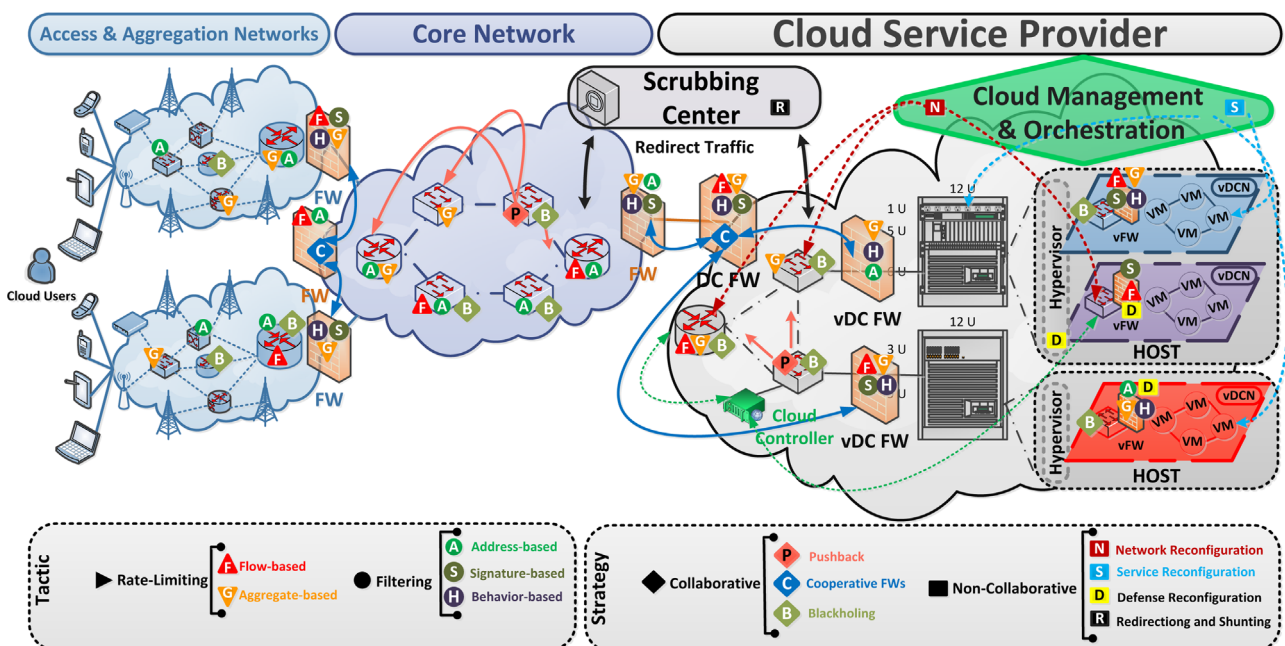 Access & Aggregation Networks
Core Network
Cloud Service Provider
Scrubbing
Center
R
Redirect Traffic
N
Cloud Management
& Orchestration
S
Cloud Users
A
B
G
G
A
F
S
H
G
FW
F
A
C
FW
A
G
B
A
G
B
A
B
F
H
S
G
FW
G
P
B
A
G
F
A
F
A
B
A
B
G
A
H
S
FW
F
G
H
S
C
DC FW
G
B
F
G
B
P
B
Cloud
Controller
G
H
A
vDC FW
F
G
S
H
vDC FW
12 U
1 U
5 U
12 U
3 U
U
Hypervisor
D
F
G
B
S
H
vFW
vDCN
VM
VM
VM
VM
S
F
D
vFW
vDCN
VM
VM
VM
VM
HOST
Hypervisor
A
D
G
H
B
vFW
vDCN
VM
VM
VM
VM
HOST
Tactic
Rate-Limiting
F Flow-based
G Aggregate-based
Filtering
A Address-based
S Signature-based
H Behavior-based
Strategy
Collaborative
P Pushback
C Cooperative FWs
B Blackholing
Non-Collaborative
N Network Reconfiguration
S Service Reconfiguration
D Defense Reconfiguration
R Redirectiong and Shunting